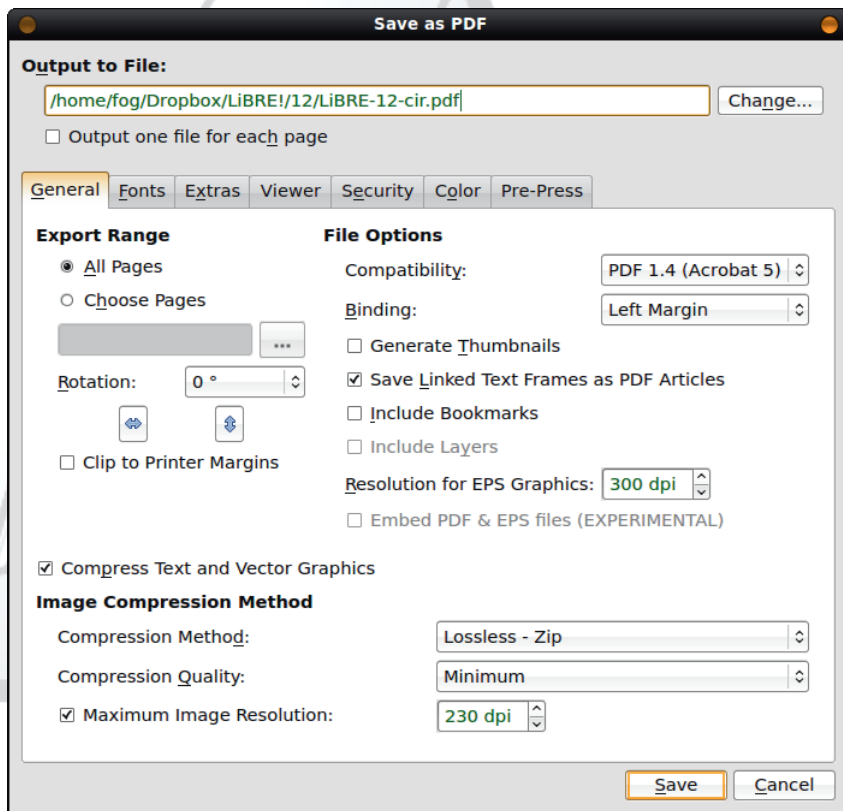 Save as PDF
Output to File:
/home/fog/Dropbox/LiBRE!/12/LiBRE-12-cir.pdf
Change...
Output one file for each page
General Fonts Extras Viewer Security Color Pre-Press
Export Range
All Pages
Choose Pages
...
Rotation: 0 °
Clip to Printer Margins
File Options
Compatibility: PDF 1.4 (Acrobat 5)
Binding: Left Margin
Generate Thumbnails
Save Linked Text Frames as PDF Articles
Include Bookmarks
Include Layers
Resolution for EPS Graphics: 300 dpi
Embed PDF & EPS files (EXPERIMENTAL)
Compress Text and Vector Graphics
Image Compression Method
Compression Method: Lossless - Zip
Compression Quality: Minimum
Maximum Image Resolution: 230 dpi
Save Cancel